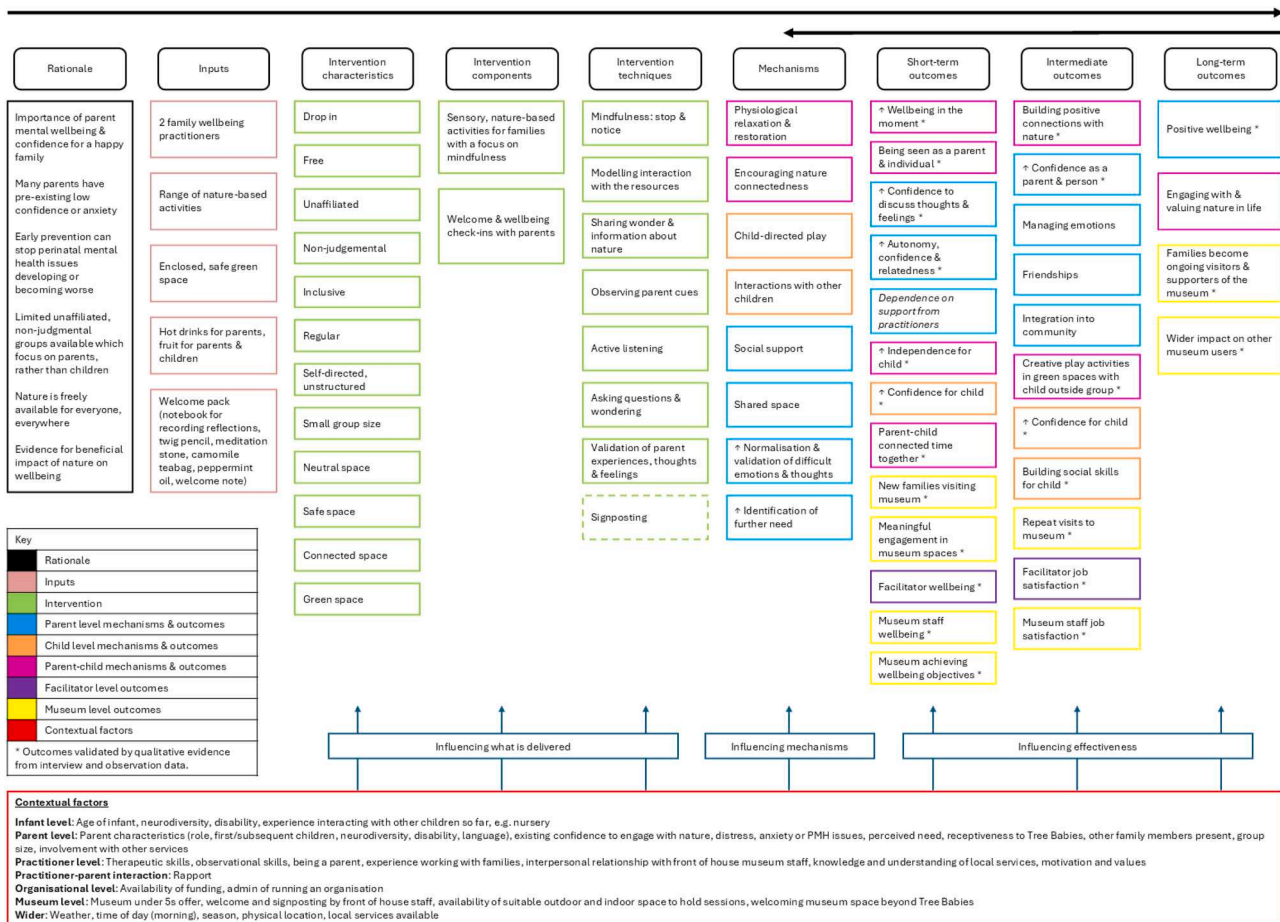 Rationale
Inputs
Intervention
characteristics
Intervention
components
Intervention
techniques
Mechanisms
Short-term
outcomes
Intermediate
outcomes
Long-term
outcomes
Importance of parent
mental wellbeing &
confidence for a happy
family
Many parents have
pre-existing low
confidence or anxiety
Early prevention can
stop perinatal mental
health issues
developing or
becoming worse
Limited unaffiliated,
non-judgmental
groups available which
focus on parents,
rather than children
Nature is freely
available for everyone,
everywhere
Evidence for beneficial
impact of nature on
wellbeing
2 family wellbeing
practitioners
Range of nature-based
activities
Enclosed, safe green
space
Hot drinks for parents,
fruit for parents &
children
Welcome pack
(notebook for
recording reflections,
twig pencil, meditation
stone, camomile
teabag, peppermint
oil, welcome note)
Drop in
Free
Unaffiliated
Non-judgemental
Inclusive
Regular
Self-directed,
unstructured
Small group size
Neutral space
Safe space
Connected space
Green space
Sensory, nature-based
activities for families
with a focus on
mindfulness
Welcome & wellbeing
check-ins with parents
Mindfulness: stop &
notice
Modelling interaction
with the resources
Sharing wonder &
information about
nature
Observing parent cues
Active listening
Asking questions &
wondering
Validation of parent
experiences, thoughts
& feelings
Signposting
Physiological
relaxation &
restoration
Encouraging nature
connectedness
Child-directed play
Interactions with other
children
Social support
Shared space
↑ Normalisation &
validation of difficult
emotions & thoughts
↑ Identification of
further need
↑ Wellbeing in the
moment *
Being seen as a parent
& individual *
↑ Confidence to
discuss thoughts &
feelings *
↑ Autonomy,
confidence &
relatedness *
Dependence on
support from
practitioners
↑ Independence for
child *
↑ Confidence for child
*
Parent-child
connected time
together *
New families visiting
museum *
Meaningful
engagement in
museum spaces *
Facilitator wellbeing *
Museum staff
wellbeing *
Museum achieving
wellbeing objectives *
Building positive
connections with
nature *
↑ Confidence as a
parent & person *
Managing emotions
Friendships
Integration into
community
Creative play activities
in green spaces with
child outside group *
↑ Confidence for child
*
Building social skills
for child *
Repeat visits to
museum *
Facilitator job
satisfaction *
Museum staff job
satisfaction *
Positive wellbeing *
Engaging with &
valuing nature in life
Families become
ongoing visitors &
supporters of the
museum *
Wider impact on other
museum users *
Key
Rationale
Inputs
Intervention
Parent level mechanisms & outcomes
Child level mechanisms & outcomes
Parent-child mechanisms & outcomes
Facilitator level outcomes
Museum level outcomes
Contextual factors
* Outcomes validated by qualitative evidence
from interview and observation data.
Influencing what is delivered
Influencing mechanisms
Influencing effectiveness
Contextual factors
Infant level: Age of infant, neurodiversity, disability, experience interacting with other children so far, e.g. nursery
Parent level: Parent characteristics (role, first/subsequent children, neurodiversity, disability, language), existing confidence to engage with nature, distress, anxiety or PMH issues, perceived need, receptiveness to Tree Babies, other family members present, group
size, involvement with other services
Practitioner level: Therapeutic skills, observational skills, being a parent, experience working with families, interpersonal relationship with front of house museum staff, knowledge and understanding of local services, motivation and values
Practitioner-parent interaction: Rapport
Organisational level: Availability of funding, admin of running an organisation
Museum level: Museum under 5s offer, welcome and signposting by front of house staff, availability of suitable outdoor and indoor space to hold sessions, welcoming museum space beyond Tree Babies
Wider: Weather, time of day (morning), season, physical location, local services available